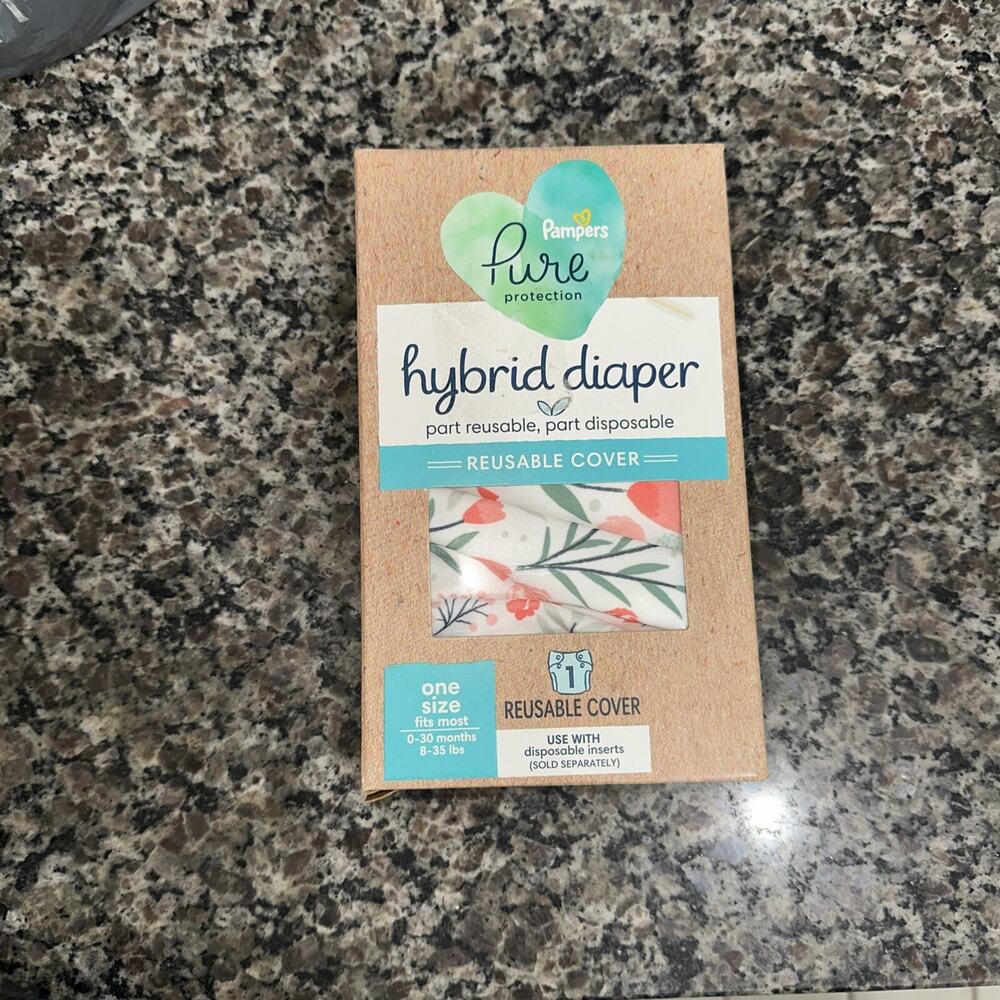 Pampers
Pure
protection
hybrid diaper
part reusable, part disposable
REUSABLE COVER
1
REUSABLE COVER
one
size
fits most
0-30 months
8-35 lbs
USE WITH
disposable inserts
(SOLD SEPARATELY)